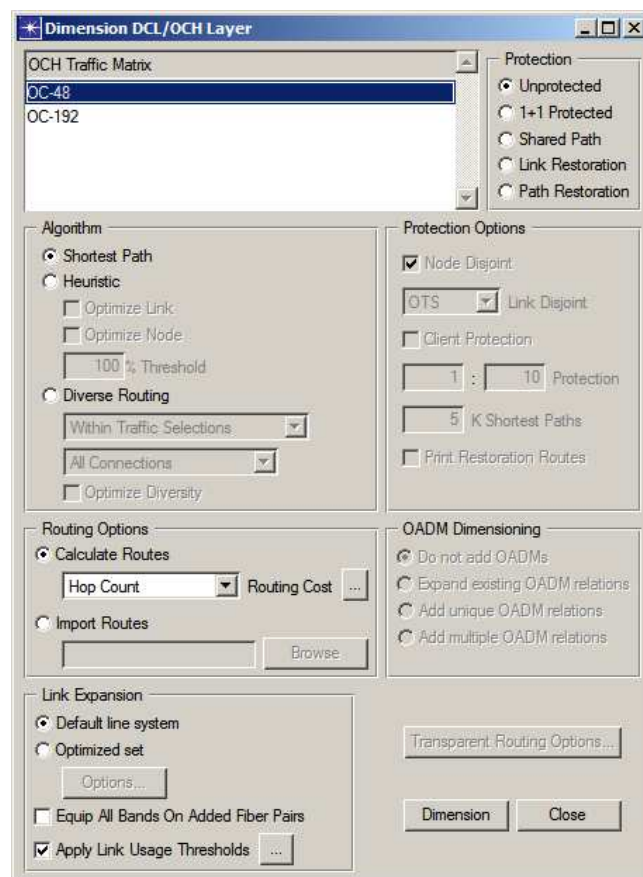 Dimension DCL/OCH Layer
OCH Traffic Matrix
OC-48
OC-192
Protection
Unprotected
1+1 Protected
Shared Path
Link Restoration
Path Restoration
Algorithm
Shortest Path
Heuristic
Optimize Link
Optimize Node
100 % Threshold
Diverse Routing
Within Traffic Selections
All Connections
Optimize Diversity
Protection Options
Node Disjoint
OTS Link Disjoint
Client Protection
1 : 10 Protection
5 K Shortest Paths
Print Restoration Routes
Routing Options
Calculate Routes
Hop Count Routing Cost ...
Import Routes
Browse
OADM Dimensioning
Do not add OADMs
Expand existing OADM relations
Add unique OADM relations
Add multiple OADM relations
Link Expansion
Default line system
Optimized set
Options...
Equip All Bands On Added Fiber Pairs
Apply Link Usage Thresholds ...
Transparent Routing Options...
Dimension Close